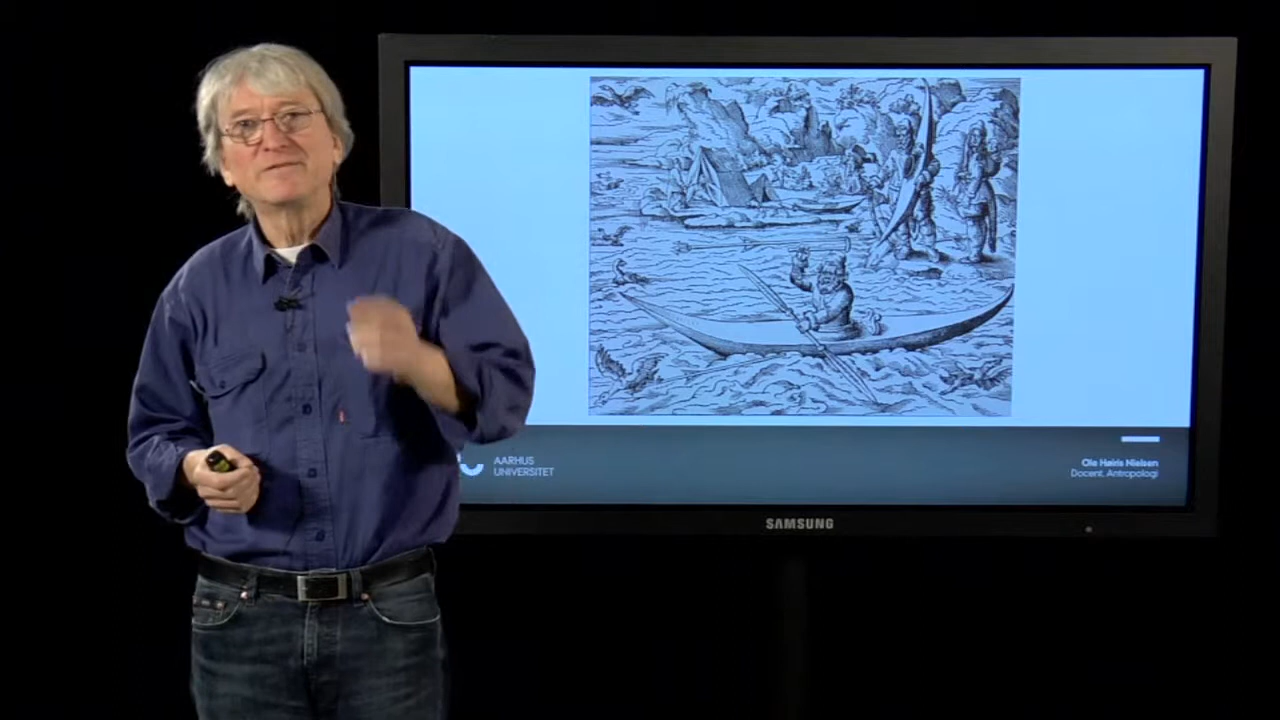 AARHUS
UNIVERSITET
Ole Høiris Nielsen
Docent, Antropologi
SAMSUNG